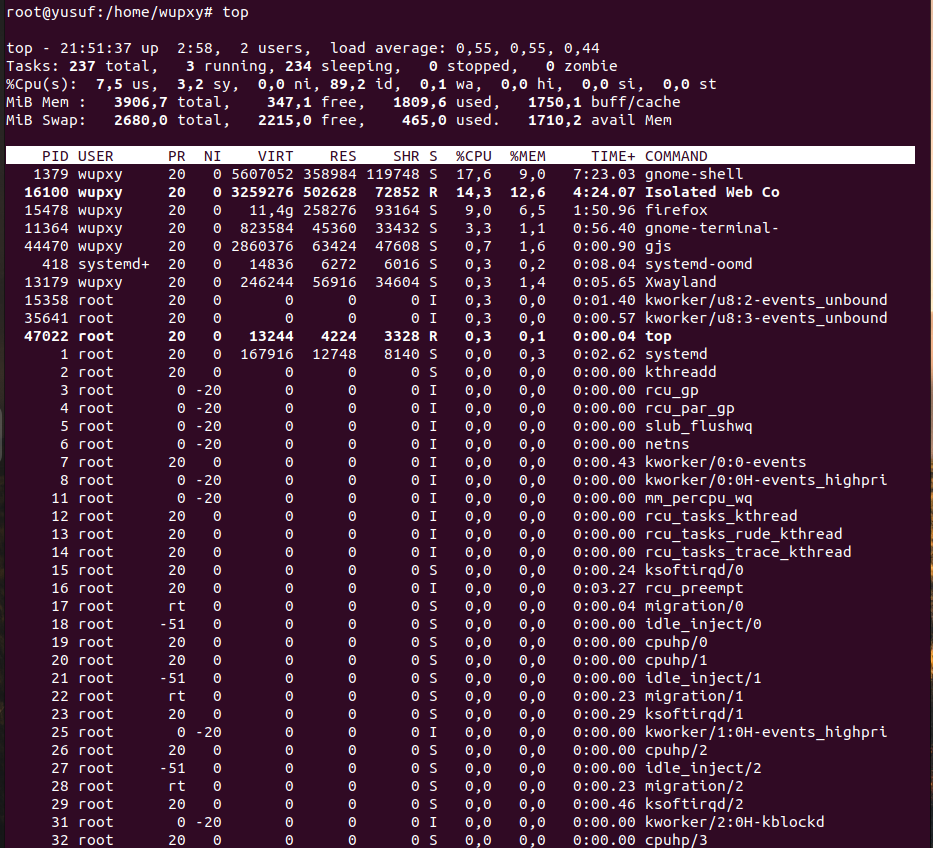 root@yusuf:/home/wupxy# top
top - 21:51:37 up  2:58,  2 users,  load average: 0,55, 0,55, 0,44
Tasks: 237 total,   3 running, 234 sleeping,   0 stopped,   0 zombie
%Cpu(s):  7,5 us,  3,2 sy,  0,0 ni, 89,2 id,  0,1 wa,  0,0 hi,  0,0 si,  0,0 st
MiB Mem :   3906,7 total,    347,1 free,   1809,6 used,   1750,1 buff/cache
MiB Swap:   2680,0 total,   2215,0 free,    465,0 used.   1710,2 avail Mem
PID USER      PR  NI    VIRT    RES    SHR S  %CPU  %MEM     TIME+ COMMAND
1379 wupxy     20   0 5607052 358984 119748 S  17,6   9,0   7:23.03 gnome-shell
16100 wupxy     20   0 3259276 502628  72852 R  14,3  12,6   4:24.07 Isolated Web Co
15478 wupxy     20   0   11,4g 258276  93164 S   9,0   6,5   1:50.96 firefox
11364 wupxy     20   0  823584  45360  33432 S   3,3   1,1   0:56.40 gnome-terminal-
44470 wupxy     20   0 2860376  63424  47608 S   0,7   1,6   0:00.90 gjs
418 systemd+  20   0   14836   6272   6016 S   0,3   0,2   0:08.04 systemd-oomd
13179 wupxy     20   0  246244  56916  34604 S   0,3   1,4   0:05.65 Xwayland
15358 root      20   0       0      0      0 I   0,3   0,0   0:01.40 kworker/u8:2-events_unbound
35641 root      20   0       0      0      0 I   0,3   0,0   0:00.57 kworker/u8:3-events_unbound
47022 root      20   0   13244   4224   3328 R   0,3   0,1   0:00.04 top
1 root      20   0  167916  12748   8140 S   0,0   0,3   0:02.62 systemd
2 root      20   0       0      0      0 S   0,0   0,0   0:00.00 kthreadd
3 root       0 -20       0      0      0 I   0,0   0,0   0:00.00 rcu_gp
4 root       0 -20       0      0      0 I   0,0   0,0   0:00.00 rcu_par_gp
5 root       0 -20       0      0      0 I   0,0   0,0   0:00.00 slub_flushwq
6 root       0 -20       0      0      0 I   0,0   0,0   0:00.00 netns
7 root      20   0       0      0      0 I   0,0   0,0   0:00.43 kworker/0:0-events
8 root       0 -20       0      0      0 I   0,0   0,0   0:00.00 kworker/0:0H-events_highpri
11 root       0 -20       0      0      0 I   0,0   0,0   0:00.00 mm_percpu_wq
12 root      20   0       0      0      0 I   0,0   0,0   0:00.00 rcu_tasks_kthread
13 root      20   0       0      0      0 I   0,0   0,0   0:00.00 rcu_tasks_rude_kthread
14 root      20   0       0      0      0 I   0,0   0,0   0:00.00 rcu_tasks_trace_kthread
15 root      20   0       0      0      0 S   0,0   0,0   0:00.24 ksoftirqd/0
16 root      20   0       0      0      0 I   0,0   0,0   0:03.27 rcu_preempt
17 root      rt   0       0      0      0 S   0,0   0,0   0:00.04 migration/0
18 root     -51   0       0      0      0 S   0,0   0,0   0:00.00 idle_inject/0
19 root      20   0       0      0      0 S   0,0   0,0   0:00.00 cpuhp/0
20 root      20   0       0      0      0 S   0,0   0,0   0:00.00 cpuhp/1
21 root     -51   0       0      0      0 S   0,0   0,0   0:00.00 idle_inject/1
22 root      rt   0       0      0      0 S   0,0   0,0   0:00.23 migration/1
23 root      20   0       0      0      0 S   0,0   0,0   0:00.29 ksoftirqd/1
25 root       0 -20       0      0      0 I   0,0   0,0   0:00.00 kworker/1:0H-events_highpri
26 root      20   0       0      0      0 S   0,0   0,0   0:00.00 cpuhp/2
27 root     -51   0       0      0      0 S   0,0   0,0   0:00.00 idle_inject/2
28 root      rt   0       0      0      0 S   0,0   0,0   0:00.23 migration/2
29 root      20   0       0      0      0 S   0,0   0,0   0:00.46 ksoftirqd/2
31 root       0 -20       0      0      0 I   0,0   0,0   0:00.00 kworker/2:0H-kblockd
32 root      20   0       0      0      0 S   0,0   0,0   0:00.00 cpuhp/3